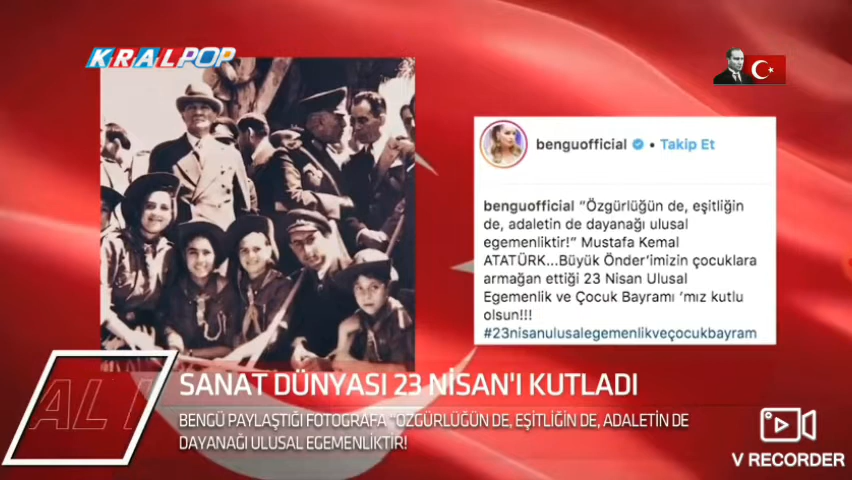 KRALPOP
benguofficial • Takip Et
benguofficial “Özgürlüğün de, eşitliğin
de, adaletin de dayanağı ulusal
egemenliktir!” Mustafa Kemal
ATATÜRK...Büyük Önder’imizin çocuklara
armağan ettiği 23 Nisan Ulusal
Egemenlik ve Çocuk Bayramı ’mız kutlu
olsun!!!
#23nisanulusalegemenlikveçocukbayram
SANAT DÜNYASI 23 NİSAN'I KUTLADI
BENGÜ PAYLAŞTIĞI FOTOGRAFA “ÖZGÜRLÜĞÜN DE, EŞİTLİĞİN DE, ADALETİN DE
DAYANAĞI ULUSAL EGEMENLİKTİR!
V RECORDER